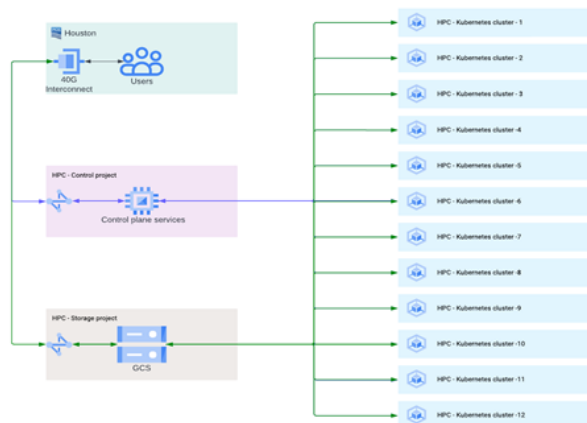 Houston
40G
Interconnect
Users
HPC - Control project
Control plane services
HPC - Storage project
GCS
HPC - Kubernetes cluster - 1
HPC - Kubernetes cluster - 2
HPC - Kubernetes cluster - 3
HPC - Kubernetes cluster -4
HPC - Kubernetes cluster -5
HPC - Kubernetes cluster -6
HPC - Kubernetes cluster -7
HPC - Kubernetes cluster -8
HPC - Kubernetes cluster -9
HPC - Kubernetes cluster -10
HPC - Kubernetes cluster -11
HPC - Kubernetes cluster -12